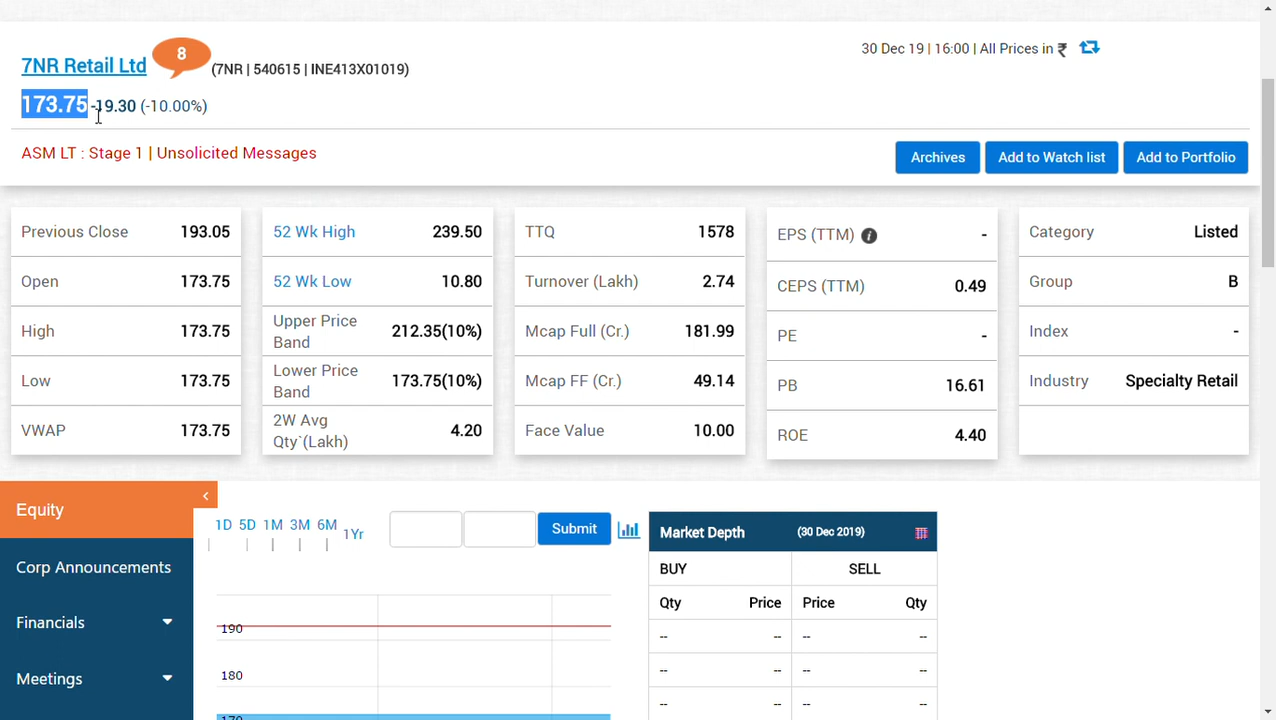 7NR Retail Ltd
8
(7NR | 540615 | INE413X01019)
30 Dec 19 | 16:00 | All Prices in ₹
173.75 -19.30 (-10.00%)
ASM LT : Stage 1 | Unsolicited Messages
Archives
Add to Watch list
Add to Portfolio
Previous Close 193.05
Open 173.75
High 173.75
Low 173.75
VWAP 173.75
52 Wk High 239.50
52 Wk Low 10.80
Upper Price
Band 212.35(10%)
Lower Price
Band 173.75(10%)
2W Avg
Qty`(Lakh) 4.20
TTQ 1578
Turnover (Lakh) 2.74
Mcap Full (Cr.) 181.99
Mcap FF (Cr.) 49.14
Face Value 10.00
EPS (TTM) i -
CEPS (TTM) 0.49
PE -
PB 16.61
ROE 4.40
Category Listed
Group B
Index -
Industry Specialty Retail
Equity
Corp Announcements
Financials
Meetings
1D 5D 1M 3M 6M 1Yr
Submit
190
180
170
Market Depth (30 Dec 2019)
BUY SELL
Qty Price Price Qty
-- -- -- --
-- -- -- --
-- -- -- --